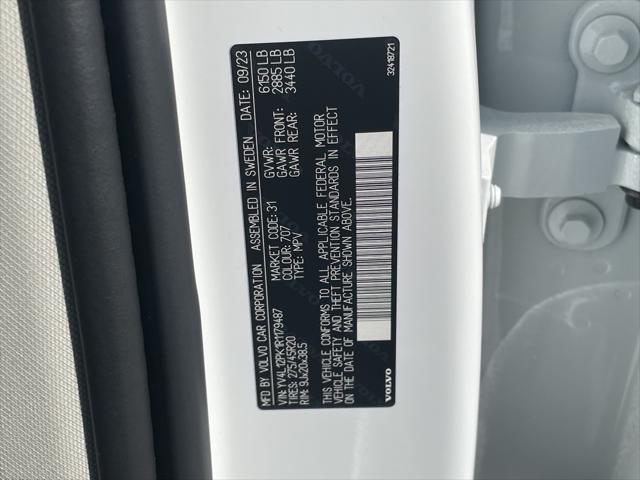 MFD BY VOLVO CAR CORPORATION ASSEMBLED IN SWEDEN DATE: 09/23
VIN: YV4L12PK1R1179487 GVWR: 6150 LB
TIRES: 275/45R20 MARKET CODE: 31 GAWR FRONT: 2885 LB
RIM: 9Jx20x38.5 COLOUR: 707 GAWR REAR: 3440 LB
TYPE: MPV
THIS VEHICLE CONFORMS TO ALL APPLICABLE FEDERAL MOTOR
VEHICLE SAFETY AND THEFT PREVENTION STANDARDS IN EFFECT
ON THE DATE OF MANUFACTURE SHOWN ABOVE.
VOLVO 32418721